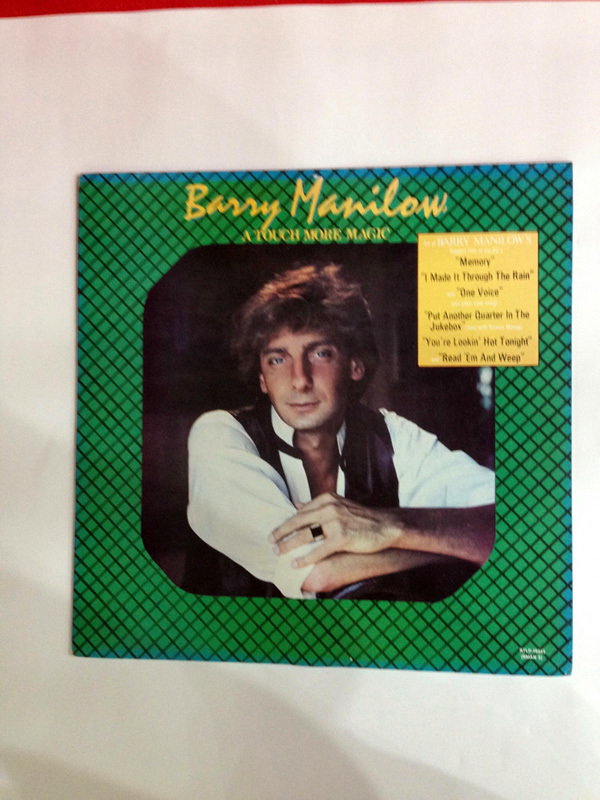 Barry Manilow
A TOUCH MORE MAGIC
BARRY MANILOW'S
"Memory"
"I Made It Through The Rain"
"One Voice"
"Put Another Quarter In The
Jukebox"
"You're Lookin' Hot Tonight"
"Read 'Em And Weep"